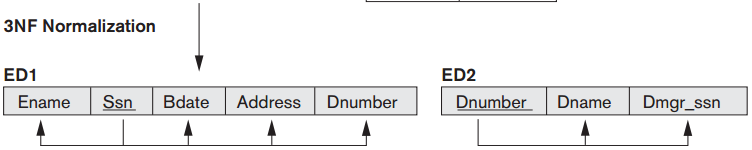 3NF Normalization
ED1
Ename Ssn Bdate Address Dnumber
ED2
Dnumber Dname Dmgr_ssn